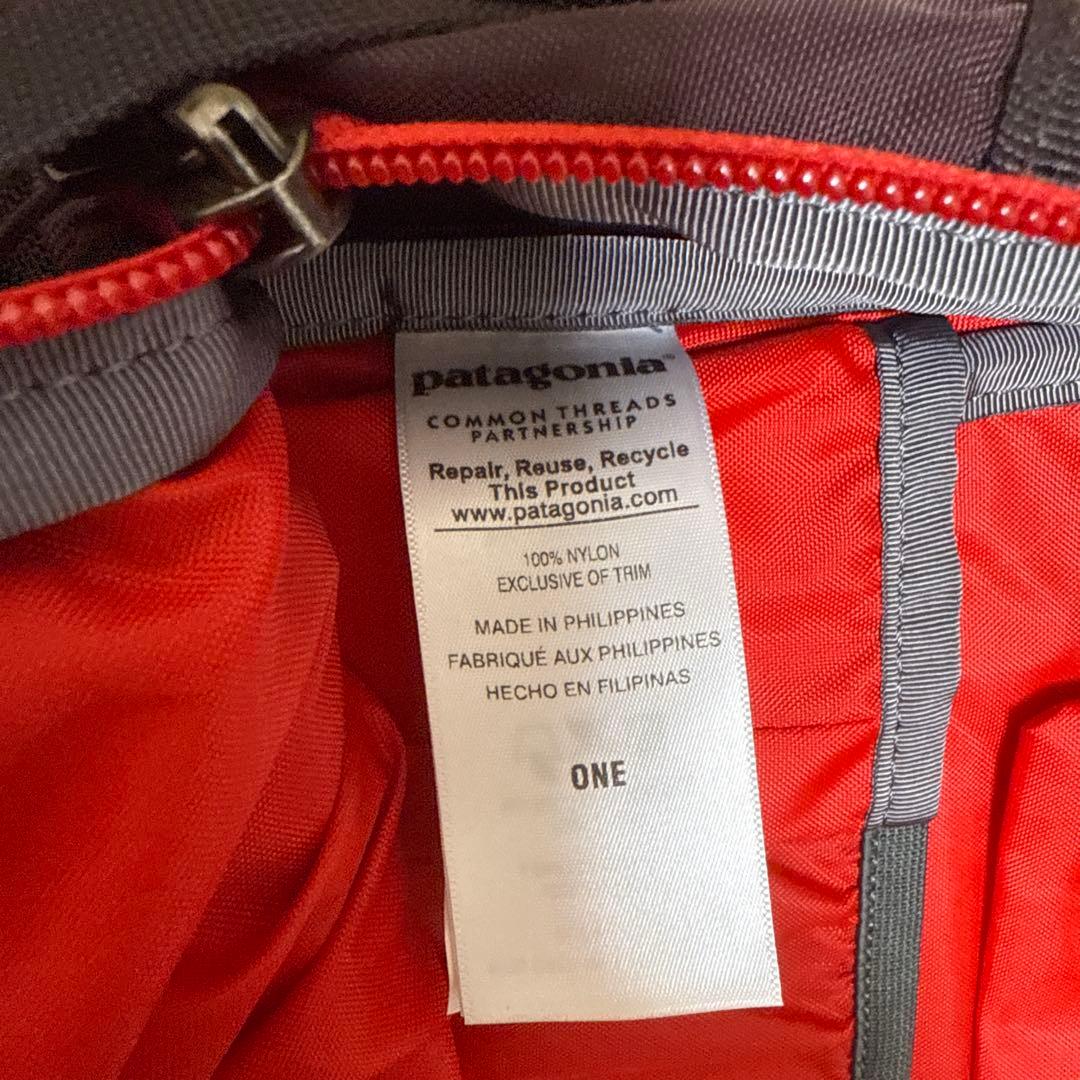 patagonia™
COMMON THREADS
PARTNERSHIP
Repair, Reuse, Recycle
This Product
www.patagonia.com
100% NYLON
EXCLUSIVE OF TRIM
MADE IN PHILIPPINES
FABRIQUÉ AUX PHILIPPINES
HECHO EN FILIPINAS
ONE